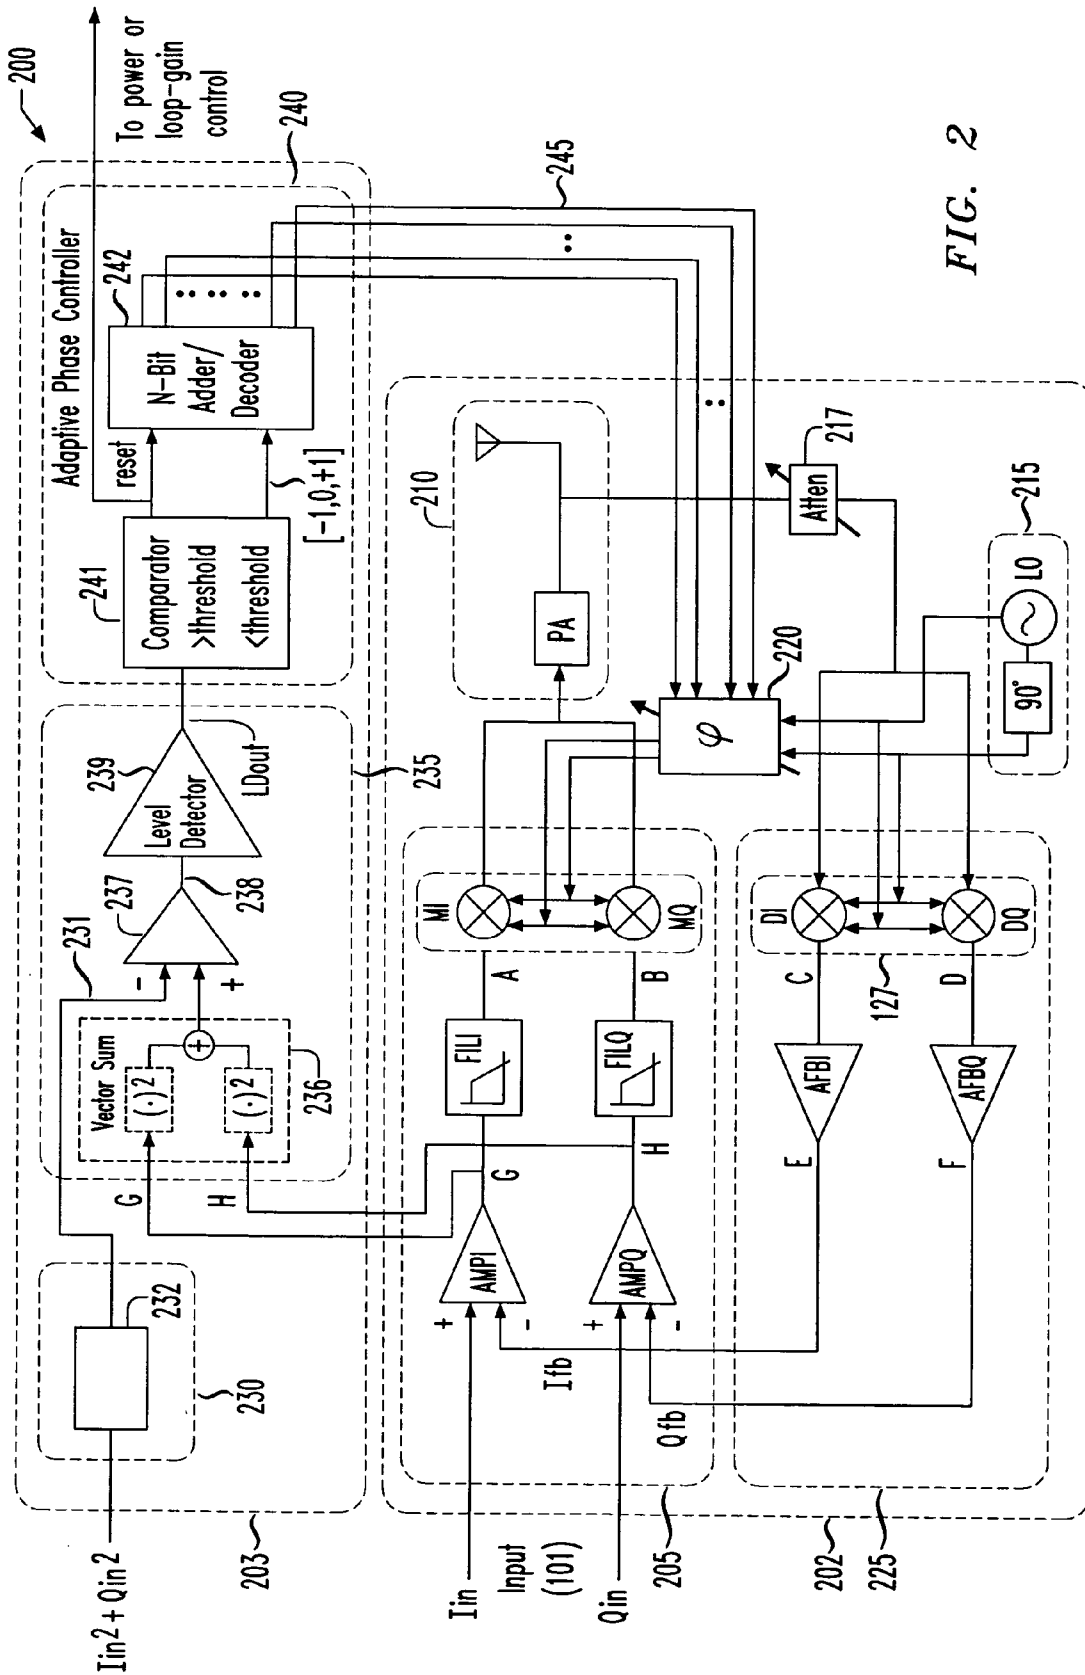 200
To power or
loop-gain
control
Adaptive Phase Controller
240
242
reset
N-Bit
Adder/
Decoder
[-1,0,+1]
241
Comparator
>threshold
<threshold
245
239
Level
Detector
LDout
235
237
238
231
-
+
Vector Sum
(·)2
(·)2
+
236
G
H
232
230
Iin2+Qin2
203
210
PA
217
Atten
φ
220
215
LO
90°
MI
MQ
A
B
FILI
FILQ
G
H
AMPI
AMPQ
+
-
+
-
Iin
Input
(101)
Qin
Ifb
Qfb
205
DI
DQ
127
C
D
AFBI
AFBQ
E
F
202
225
FIG. 2